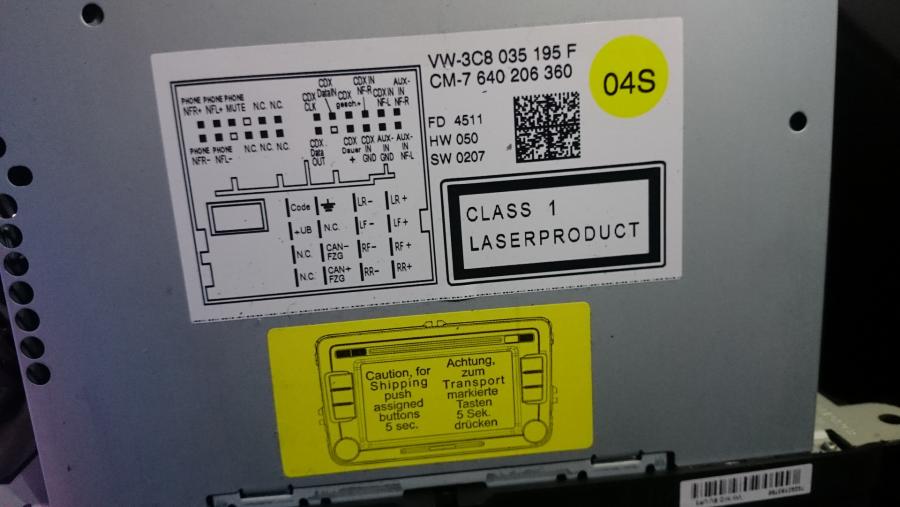 VW-3C8 035 195 F
CM-7 640 206 360
04S
FD 4511
HW 050
SW 0207
CLASS 1
LASERPRODUCT
PHONE PHONE PHONE
NFR+ NFL+ MUTE N.C. N.C.
PHONE PHONE
NFR- NFL- N.C. N.C. N.C.
CDX CLK
CDX DataIN
CDX gesch.+
CDX IN NF-R
CDX IN NF-L
AUX-IN NF-R
CDX Data OUT
CDX Dauer +
CDX IN GND
AUX-IN GND
AUX-IN NF-L
Code LR- LR+
+UB N.C. LF- LF+
N.C. CAN-FZG RF- RF+
N.C. CAN+FZG RR- RR+
Caution, for
Shipping
push
assigned
buttons
5 sec.
Achtung,
zum
Transport
markierte
Tasten
5 Sek.
drücken